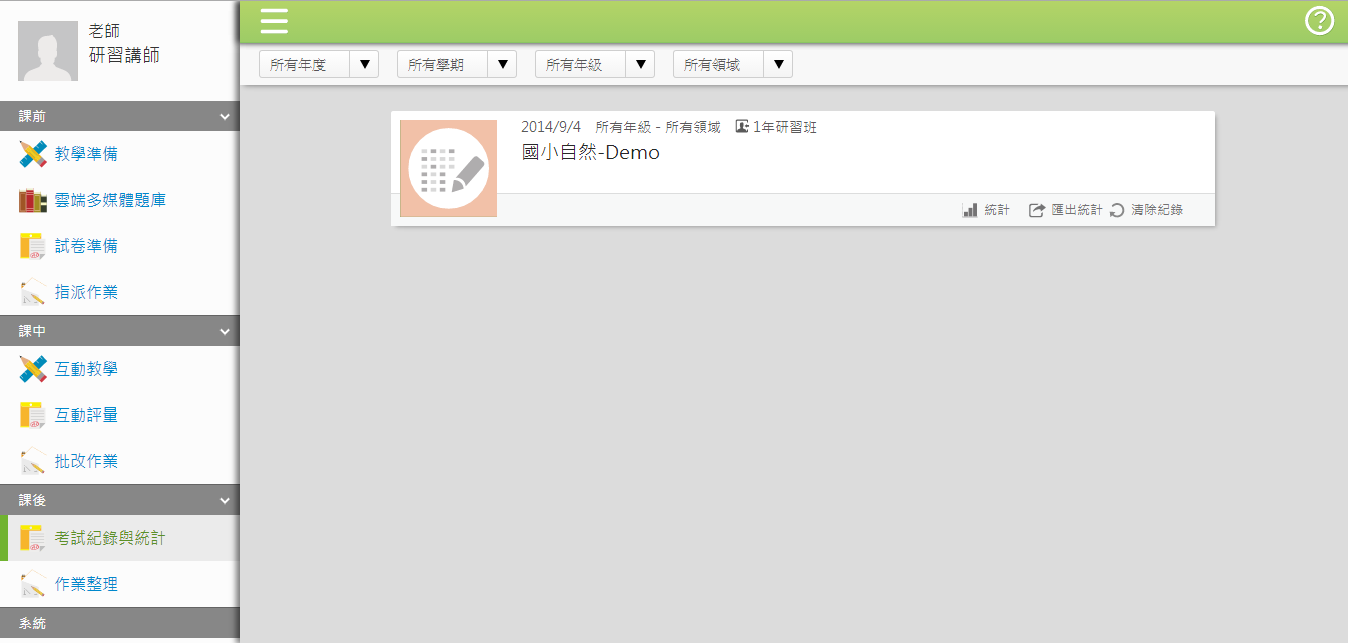 老師
研習講師
課前
教學準備
雲端多媒體題庫
試卷準備
指派作業
課中
互動教學
互動評量
批改作業
課後
考試紀錄與統計
作業整理
系統
所有年度 所有學期 所有年級 所有領域
2014/9/4 所有年級 - 所有領域 1年研習班
國小自然-Demo
統計 匯出統計 清除紀錄